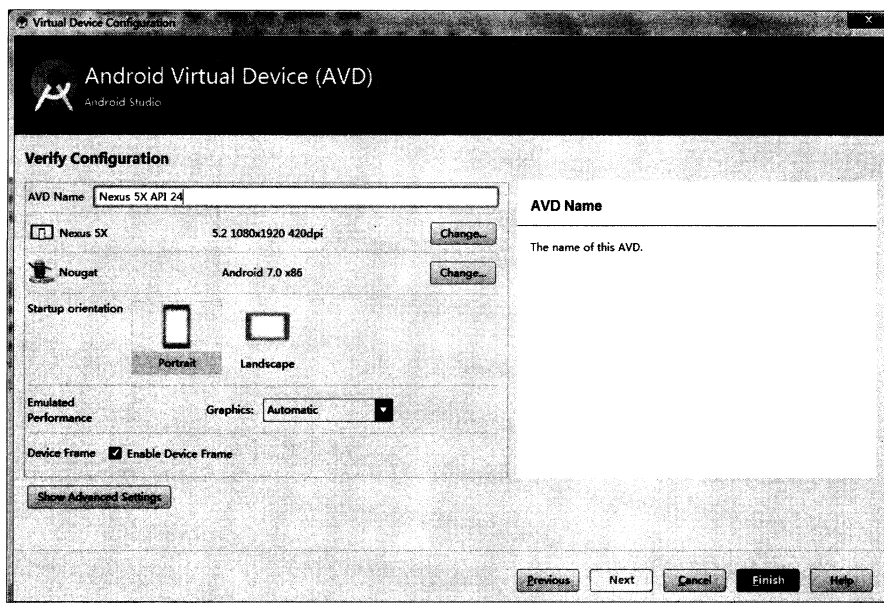 Virtual Device Configuration
Android Virtual Device (AVD)
Android Studio
Verify Configuration
AVD Name Nexus 5X API 24
Nexus 5X 5.2 1080x1920 420dpi Change...
Nougat Android 7.0 x86 Change...
Startup orientation
Portrait Landscape
Emulated Performance Graphics: Automatic
Device Frame Enable Device Frame
Show Advanced Settings
AVD Name
The name of this AVD.
Previous Next Cancel Finish Help